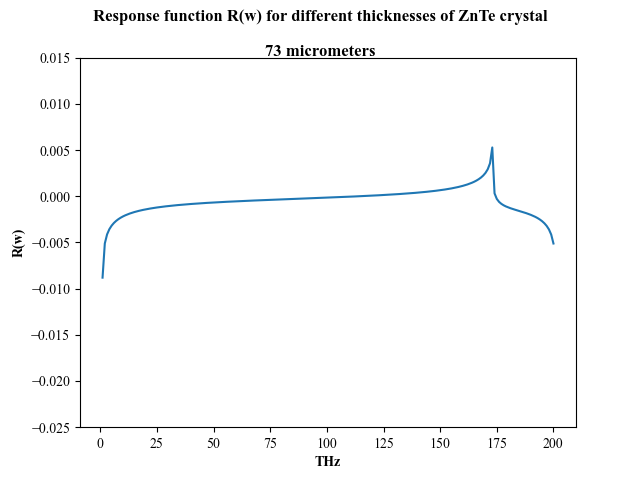 Response function R(w) for different thicknesses of ZnTe crystal
73 micrometers
0.015
0.010
0.005
0.000
−0.005
−0.010
−0.015
−0.020
−0.025
R(w)
0 25 50 75 100 125 150 175 200
THz